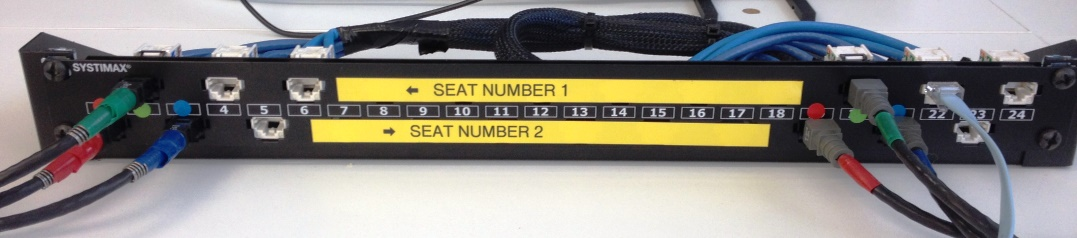 SYSTIMAX®
← SEAT NUMBER 1
4 5 6 7 8 9 10 11 12 13 14 15 16 17 18 22 23 24
→ SEAT NUMBER 2